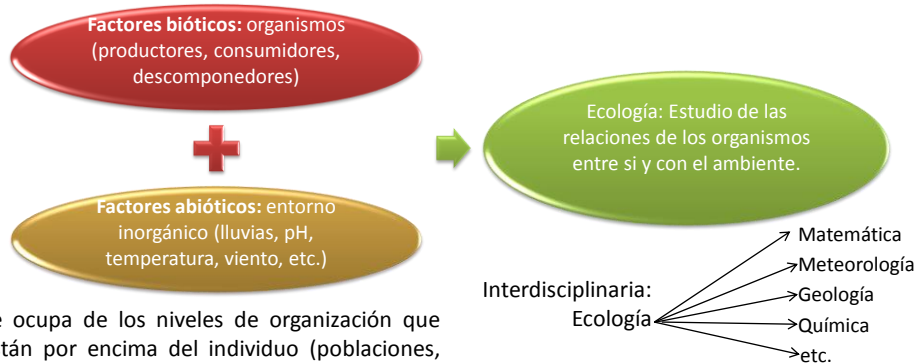 Factores bióticos: organismos
(productores, consumidores,
descomponedores)
Factores abióticos: entorno
inorgánico (lluvias, pH,
temperatura, viento, etc.)
Ecología: Estudio de las
relaciones de los organismos
entre si y con el ambiente.
ocupa de los niveles de organización que
por encima del individuo (poblaciones,
Interdisciplinaria:
Ecología
Matemática
Meteorología
Geología
Química
etc.